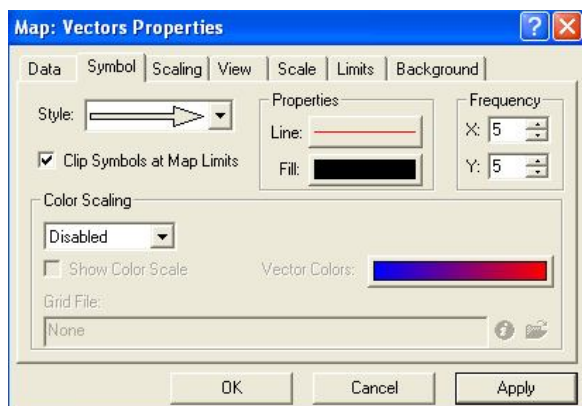 Map: Vectors Properties
Data Symbol Scaling View Scale Limits Background
Style:
Clip Symbols at Map Limits
Properties
Line:
Fill:
Frequency
X: 5
Y: 5
Color Scaling
Disabled
Show Color Scale
Vector Colors:
Grid File:
None
OK Cancel Apply